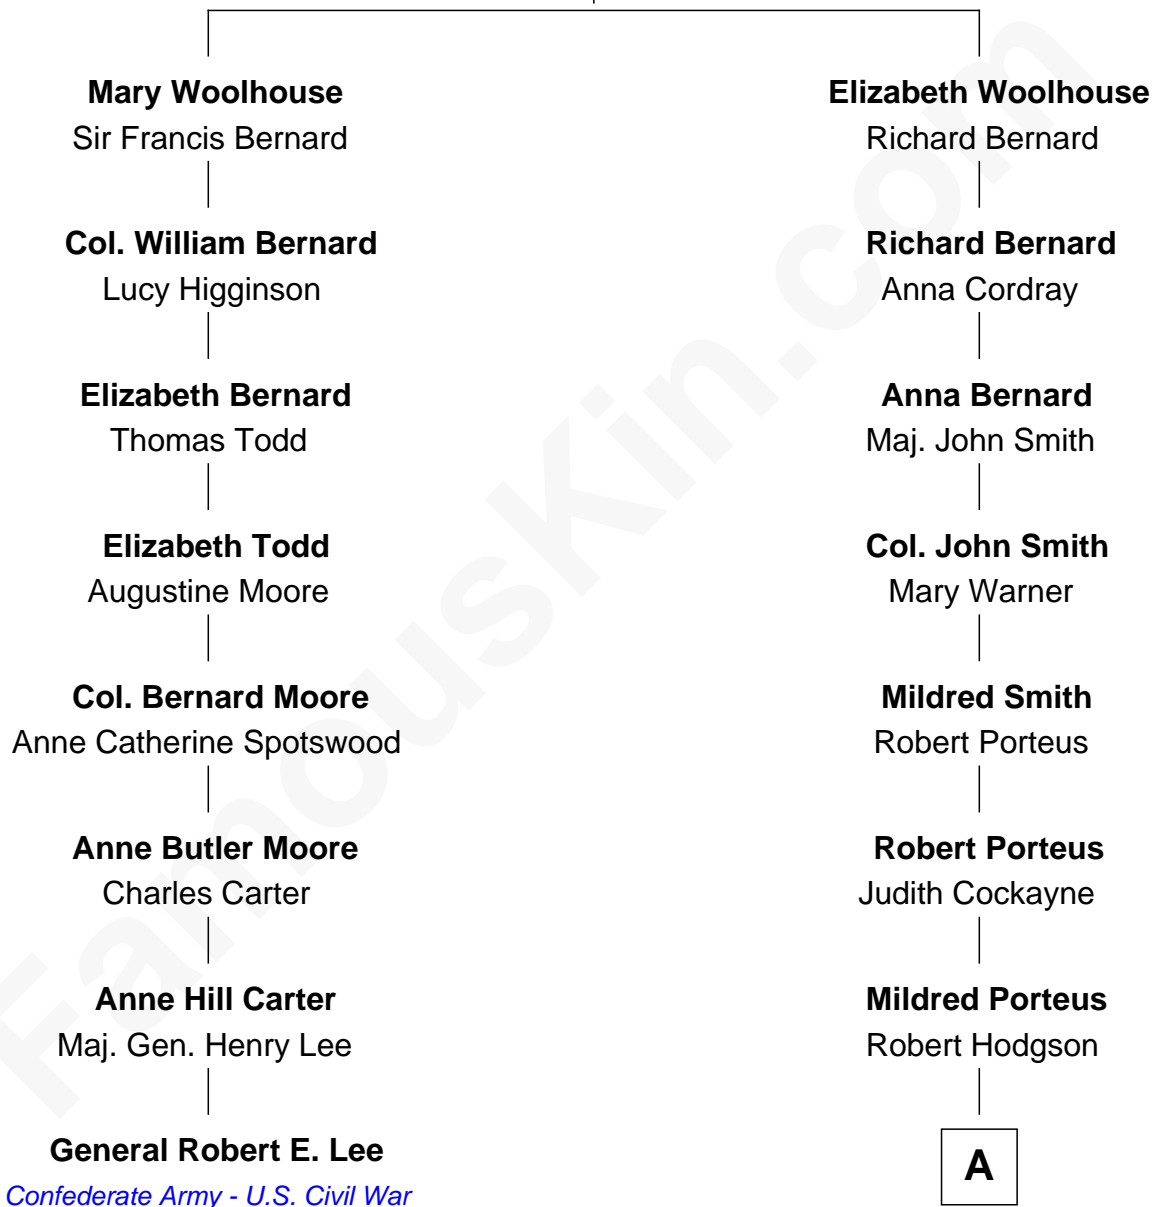 Mary Woolhouse
Sir Francis Bernard
Col. William Bernard
Lucy Higginson
Elizabeth Bernard
Thomas Todd
Elizabeth Todd
Augustine Moore
Col. Bernard Moore
Anne Catherine Spotswood
Anne Butler Moore
Charles Carter
Anne Hill Carter
Maj. Gen. Henry Lee
General Robert E. Lee
Confederate Army - U.S. Civil War
Elizabeth Woolhouse
Richard Bernard
Richard Bernard
Anna Cordray
Anna Bernard
Maj. John Smith
Col. John Smith
Mary Warner
Mildred Smith
Robert Porteus
Robert Porteus
Judith Cockayne
Mildred Porteus
Robert Hodgson
A
FamousKin.com